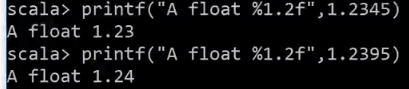 scala> printf("A float %1.2f",1.2345)
A float 1.23
scala> printf("A float %1.2f",1.2395)
A float 1.24